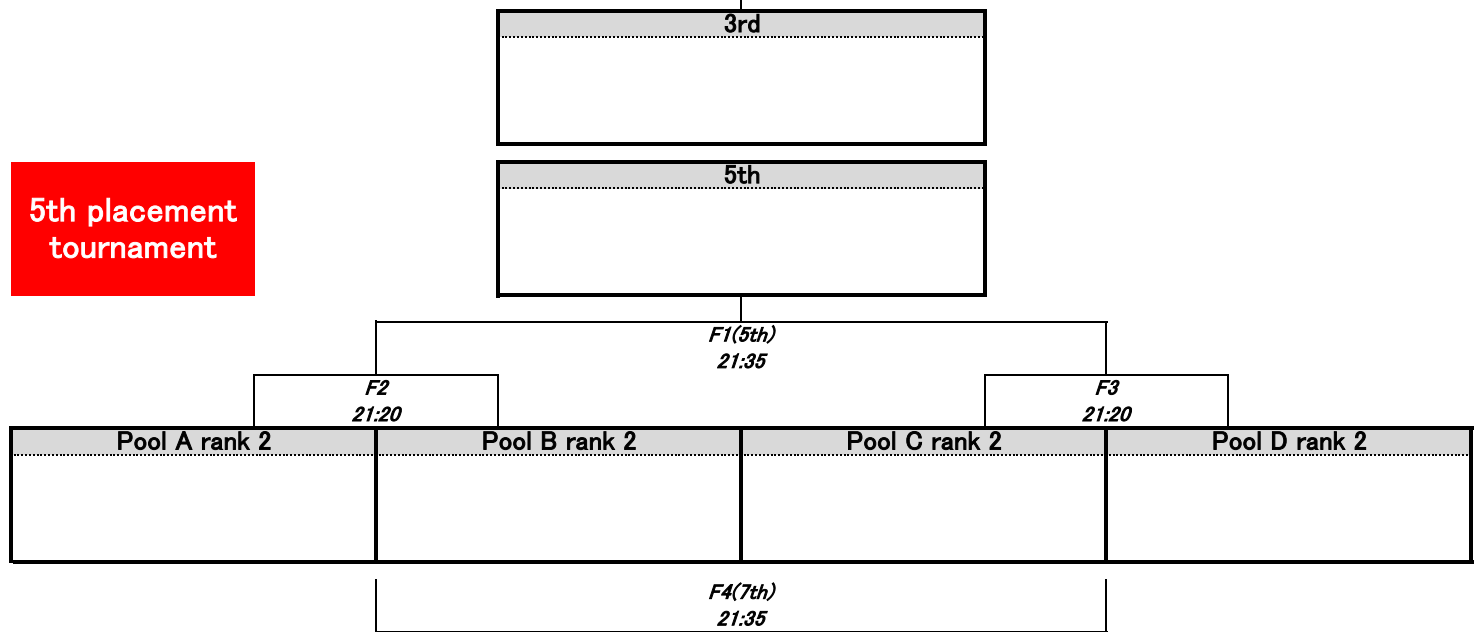 3rd
5th
5th placement
tournament
F1(5th)
21:35
F2
21:20
F3
21:20
Pool A rank 2
Pool B rank 2
Pool C rank 2
Pool D rank 2
F4(7th)
21:35